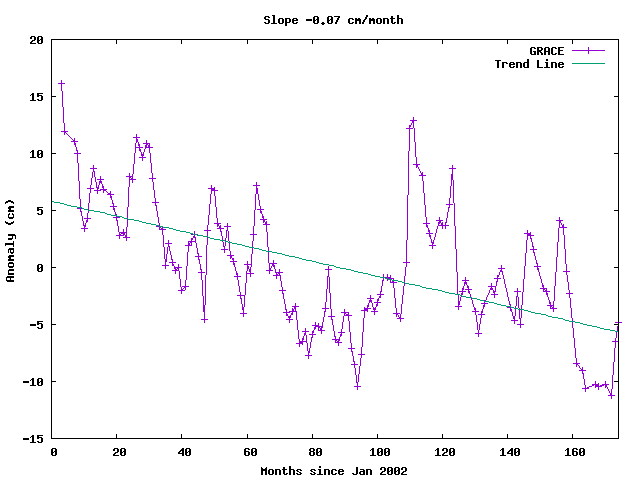 Slope -0.07 cm/month
20
15
10
5
0
-5
-10
-15
Anomaly (cm)
GRACE
Trend Line
0 20 40 60 80 100 120 140 160
Months since Jan 2002